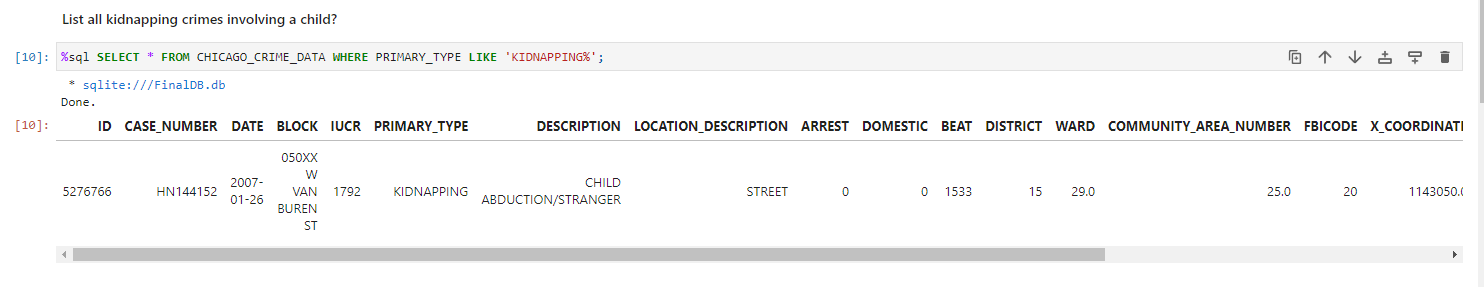 List all kidnapping crimes involving a child?
[10]: %sql SELECT * FROM CHICAGO_CRIME_DATA WHERE PRIMARY_TYPE LIKE 'KIDNAPPING%';
* sqlite:///FinalDB.db
Done.
[10]: ID CASE_NUMBER DATE BLOCK IUCR PRIMARY_TYPE DESCRIPTION LOCATION_DESCRIPTION ARREST DOMESTIC BEAT DISTRICT WARD COMMUNITY_AREA_NUMBER FBICODE X_COORDINATE
050XX
W
5276766 HN144152 2007-01-26 VAN 1792 KIDNAPPING CHILD ABDUCTION/STRANGER STREET 0 0 1533 15 29.0 25.0 20 1143050.0
BUREN
ST